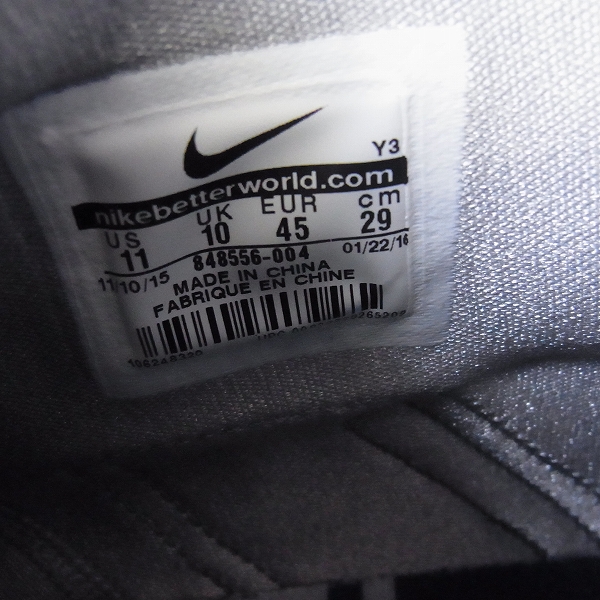 Y3
nikebetterworld.com
US UK EUR cm
11 10 45 29
11/10/15 848556-004 01/22/16
MADE IN CHINA
FABRIQUE EN CHINE